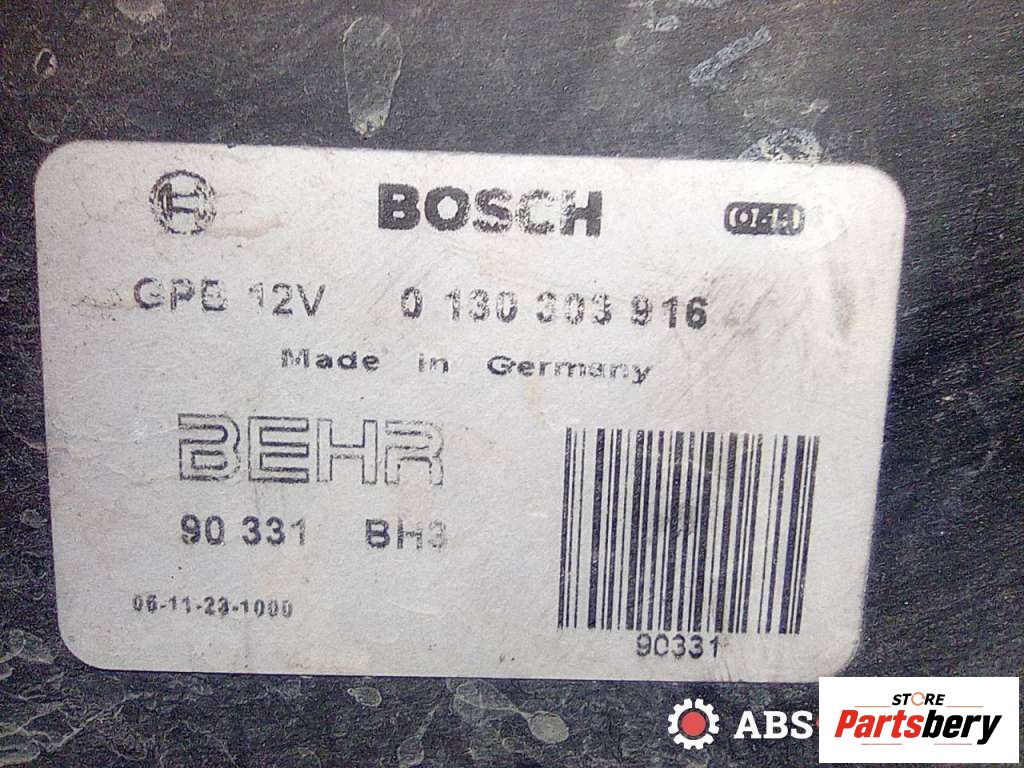 BOSCH
GPB 12V 0 130 303 916
Made in Germany
BEHR
90 331 BH3
06-11-23-1000
90331
ABS
STORE
Partsbery